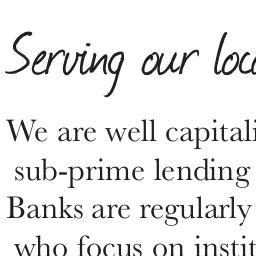 Serving our loc
We are well capitali
sub-prime lending
Banks are regularly
who focus on instit